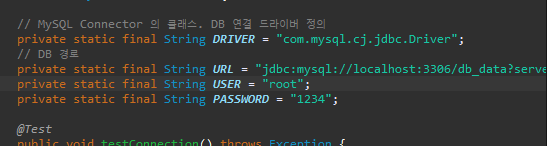 // MySQL Connector 의 클래스. DB 연결 드라이버 정의
private static final String DRIVER = "com.mysql.cj.jdbc.Driver";
// DB 경로
private static final String URL = "jdbc:mysql://localhost:3306/db_data?serve
private static final String USER = "root";
private static final String PASSWORD = "1234";
@Test
public void testConnection() throws Exception {